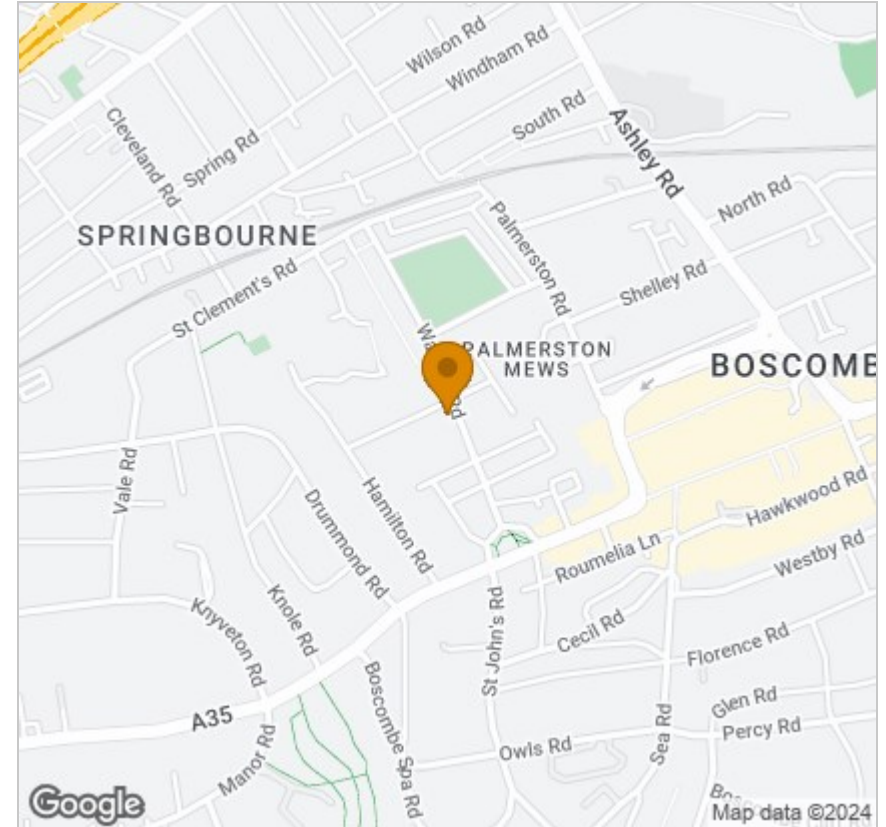 Wilson Rd
Windham Rd
South Rd
Ashley Rd
Cleveland Rd
Spring Rd
North Rd
SPRINGBOURNE
Palmerston Rd
St Clement's Rd
Shelley Rd
PALMERSTON
MEWS
BOSCOMBE
Rd
Vale Rd
Hamilton Rd
Drummond Rd
Hawkwood Rd
Roumelia Ln
Westby Rd
Knyveton Rd
Knole Rd
Cecil Rd
St John's Rd
Florence Rd
Boscombe Spa Rd
Glen Rd
Sea Rd
Percy Rd
A35
Manor Rd
Owls Rd
Google
Map data ©2024